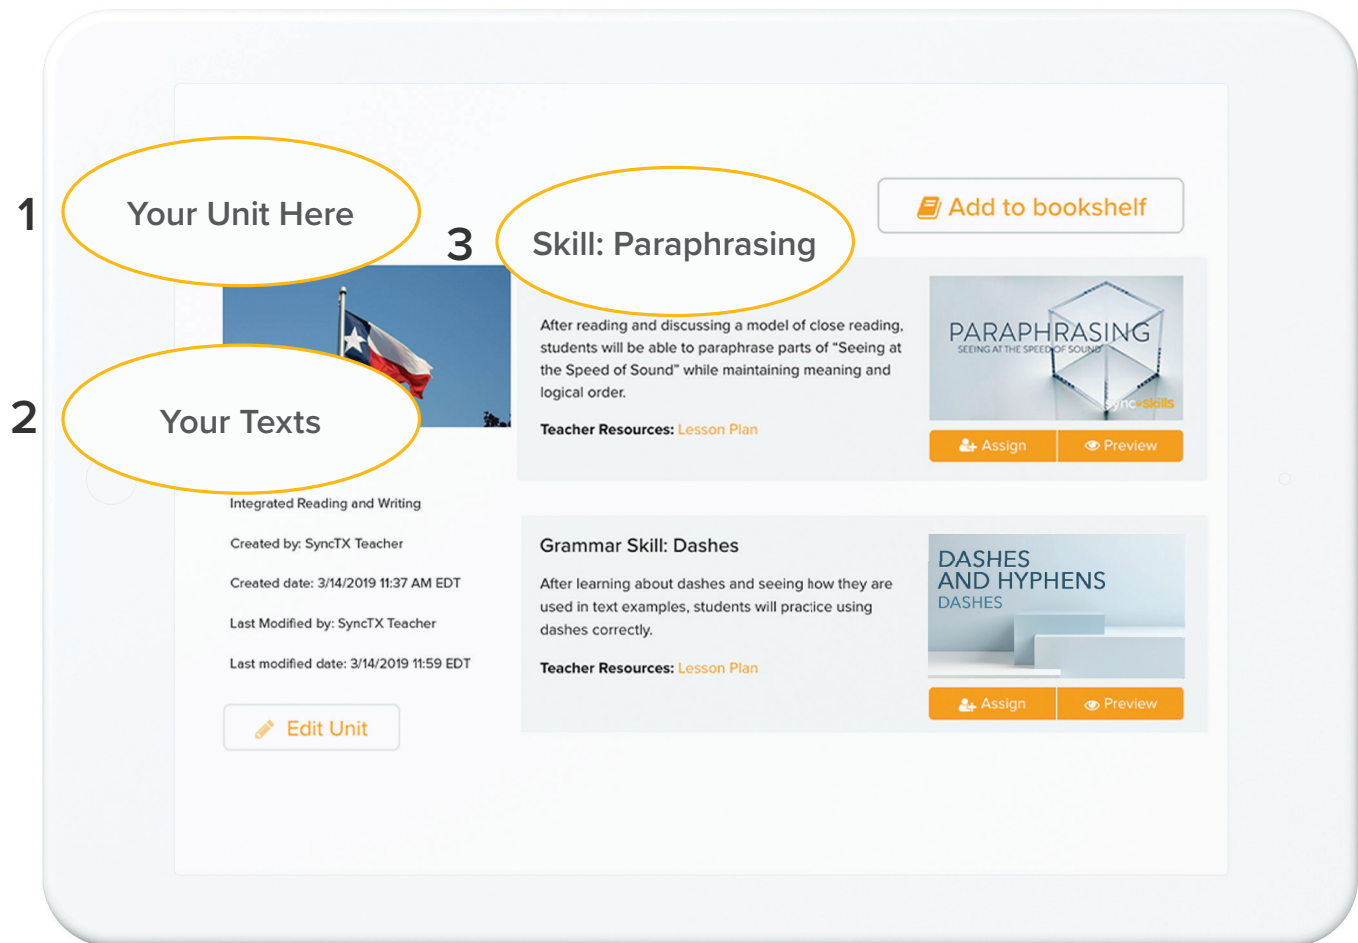 1
Your Unit Here
2
Your Texts
Integrated Reading and Writing
Created by: SyncTX Teacher
Created date: 3/14/2019 11:37 AM EDT
Last Modified by: SyncTX Teacher
Last modified date: 3/14/2019 11:59 EDT
Edit Unit
3
Skill: Paraphrasing
Add to bookshelf
After reading and discussing a model of close reading,
students will be able to paraphrase parts of “Seeing at
the Speed of Sound” while maintaining meaning and
logical order.
Teacher Resources: Lesson Plan
PARAPHRASING
SEEING AT THE SPEED OF SOUND
sync•skills
Assign
Preview
Grammar Skill: Dashes
After learning about dashes and seeing how they are
used in text examples, students will practice using
dashes correctly.
Teacher Resources: Lesson Plan
DASHES
AND HYPHENS
DASHES
Assign
Preview